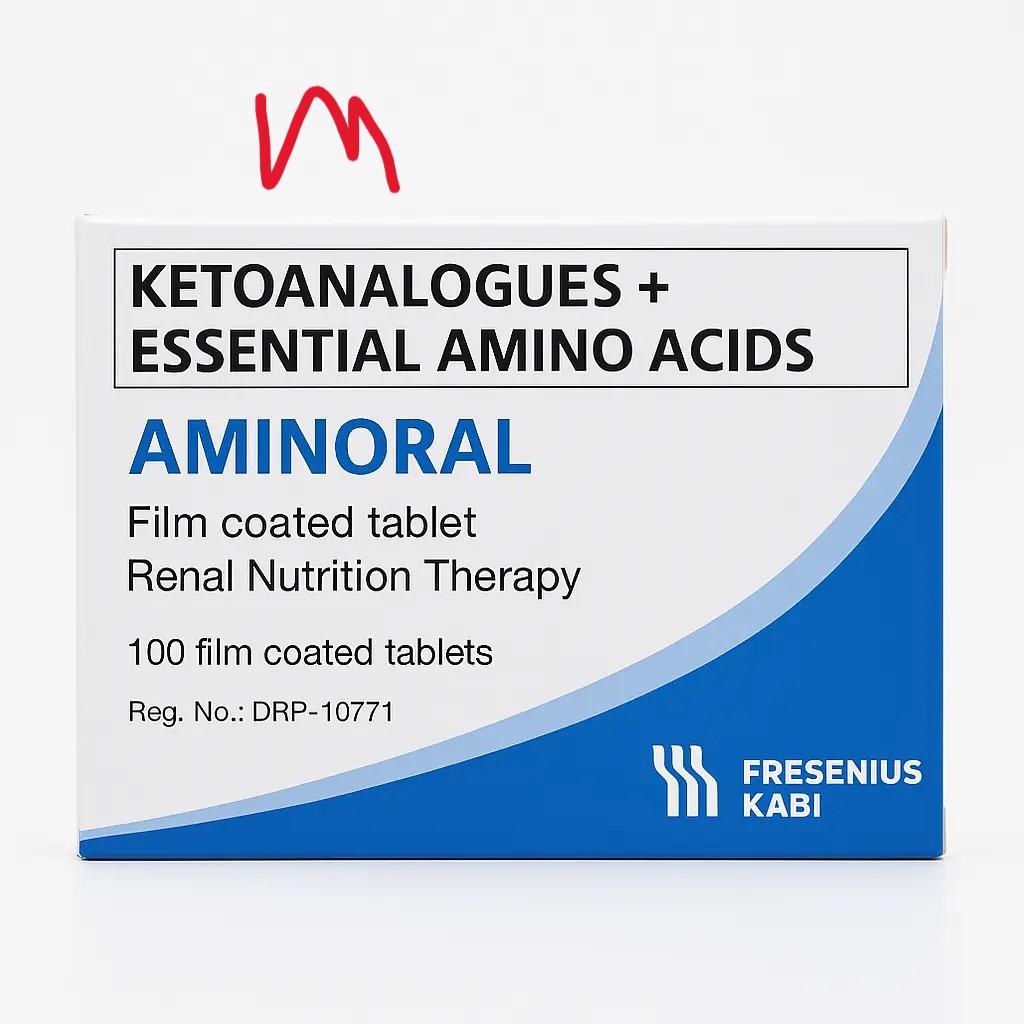 KETOANALOGUES +
ESSENTIAL AMINO ACIDS
AMINORAL
Film coated tablet
Renal Nutrition Therapy
100 film coated tablets
Reg. No.: DRP-10771
FRESENIUS
KABI